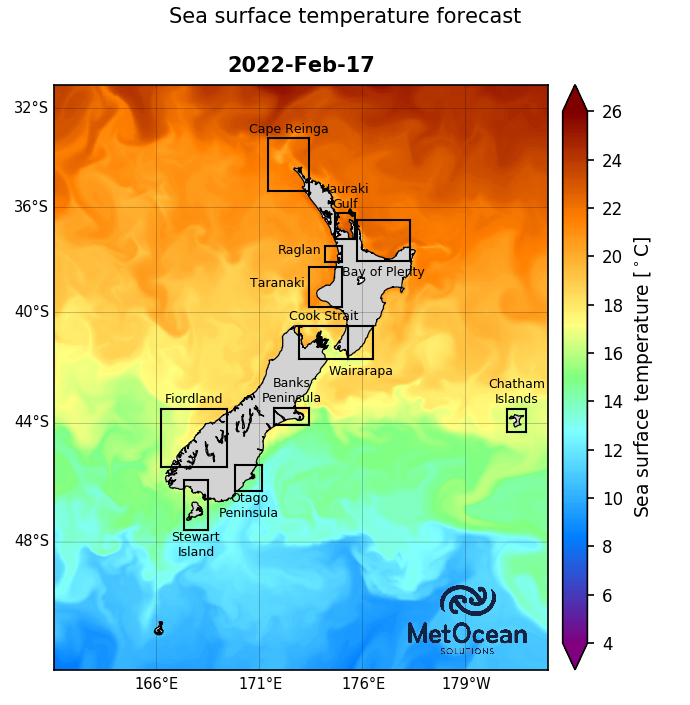 Sea surface temperature forecast
2022-Feb-17
32°S
36°S
40°S
44°S
48°S
Cape Reinga
Hauraki
Gulf
Raglan
Bay of Plenty
Taranaki
Cook Strait
Wairarapa
Banks
Peninsula
Fiordland
Chatham
Islands
Otago
Peninsula
Stewart
Island
MetOcean
SOLUTIONS
166°E
171°E
176°E
179°W
26
24
22
20
18
16
14
12
10
8
6
4
Sea surface temperature [°C]